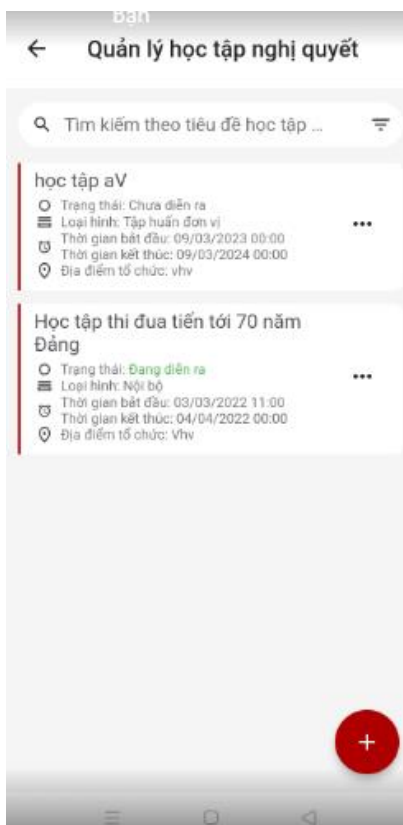 Bạn
Quản lý học tập nghị quyết
Tìm kiếm theo tiêu đề học tập ...
học tập aV
Trạng thái: Chưa diễn ra
Loại hình: Tập huấn đơn vị
Thời gian bắt đầu: 09/03/2023 00:00
Thời gian kết thúc: 09/03/2024 00:00
Địa điểm tổ chức: vhv
Học tập thi đua tiến tới 70 năm
Đảng
Trạng thái: Đang diễn ra
Loại hình: Nội bộ
Thời gian bắt đầu: 03/03/2022 11:00
Thời gian kết thúc: 04/04/2022 00:00
Địa điểm tổ chức: Vhv